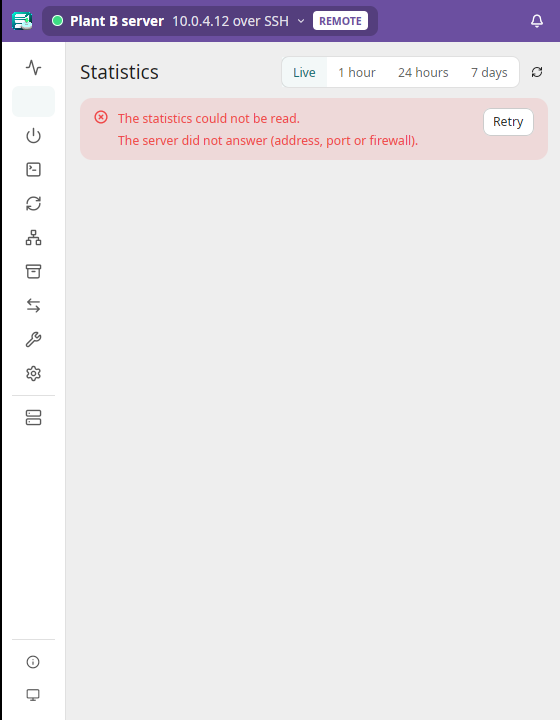 Plant B server 10.0.4.12 over SSH REMOTE
Statistics
Live 1 hour 24 hours 7 days
The statistics could not be read.
The server did not answer (address, port or firewall).
Retry